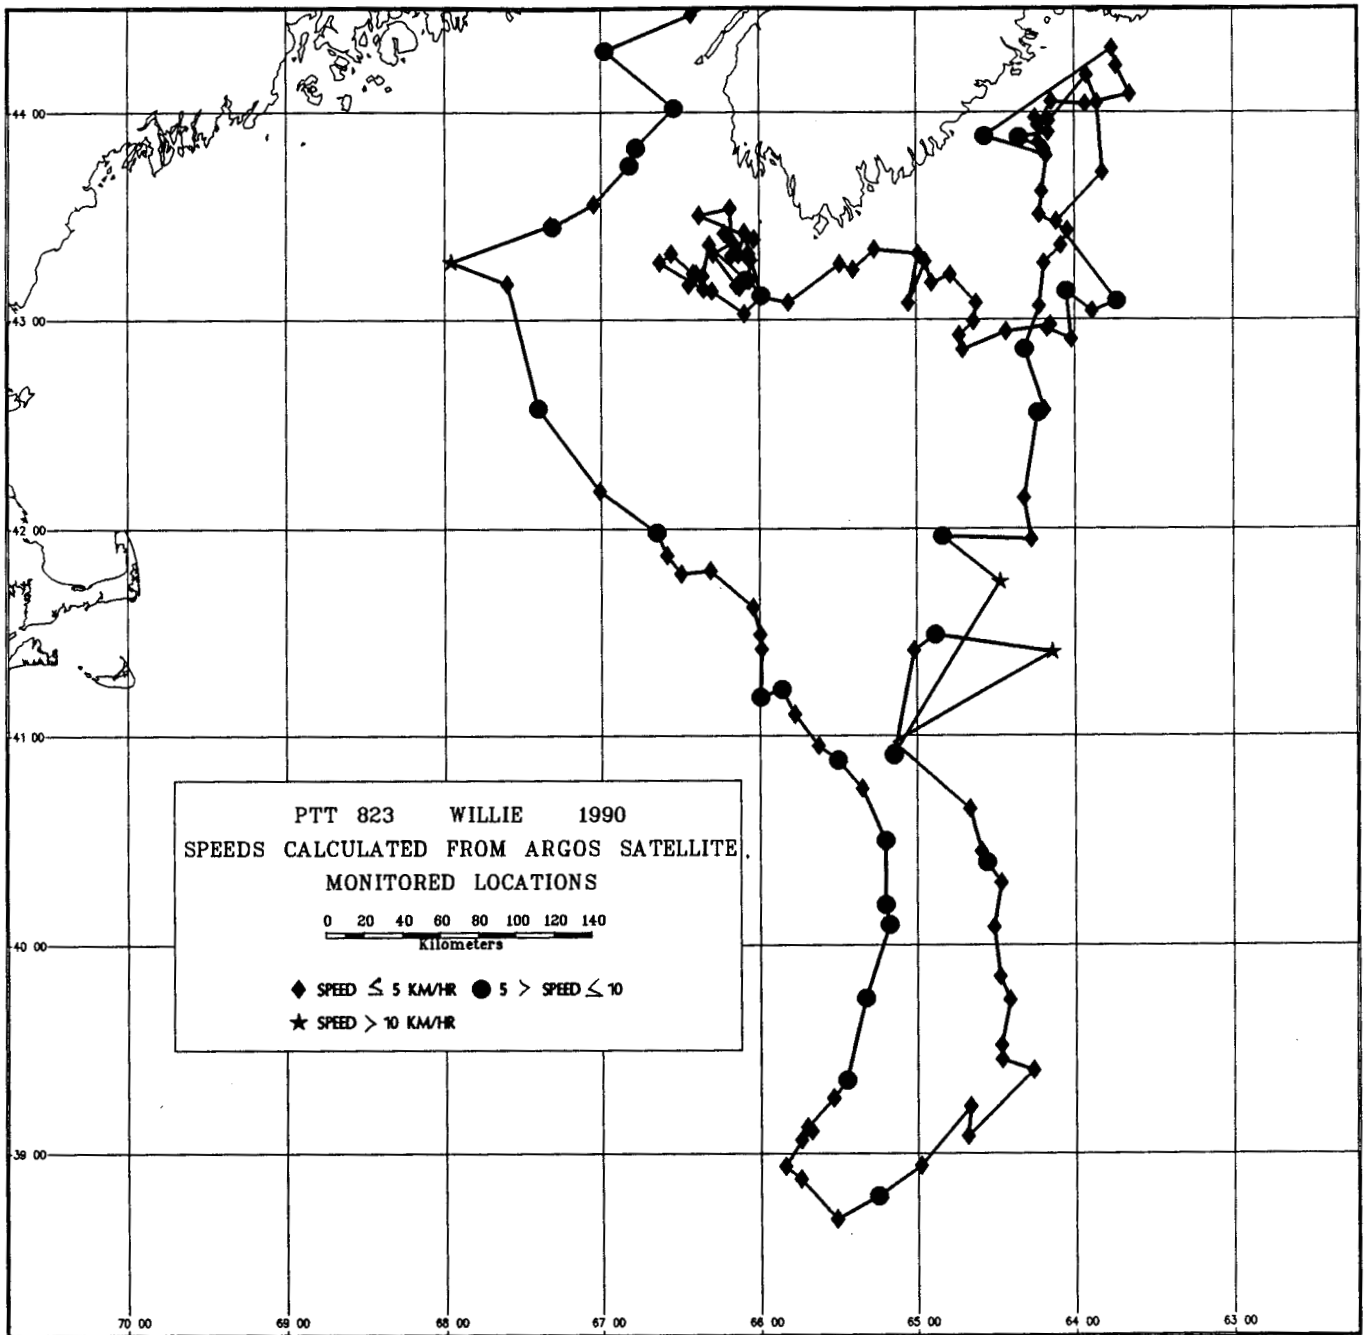 44 00
43 00
42 00
41 00
PTT 823 WILLIE 1990
SPEEDS CALCULATED FROM ARGOS SATELLITE.
MONITORED LOCATIONS
0 20 40 60 80 100 120 140
Kilometers
40 00
SPEED ≤ 5 KM/HR 5 > SPEED ≤ 10
SPEED > 10 KM/HR
39 00
70 00 69 00 68 00 67 00 66 00 65 00 64 00 63 00